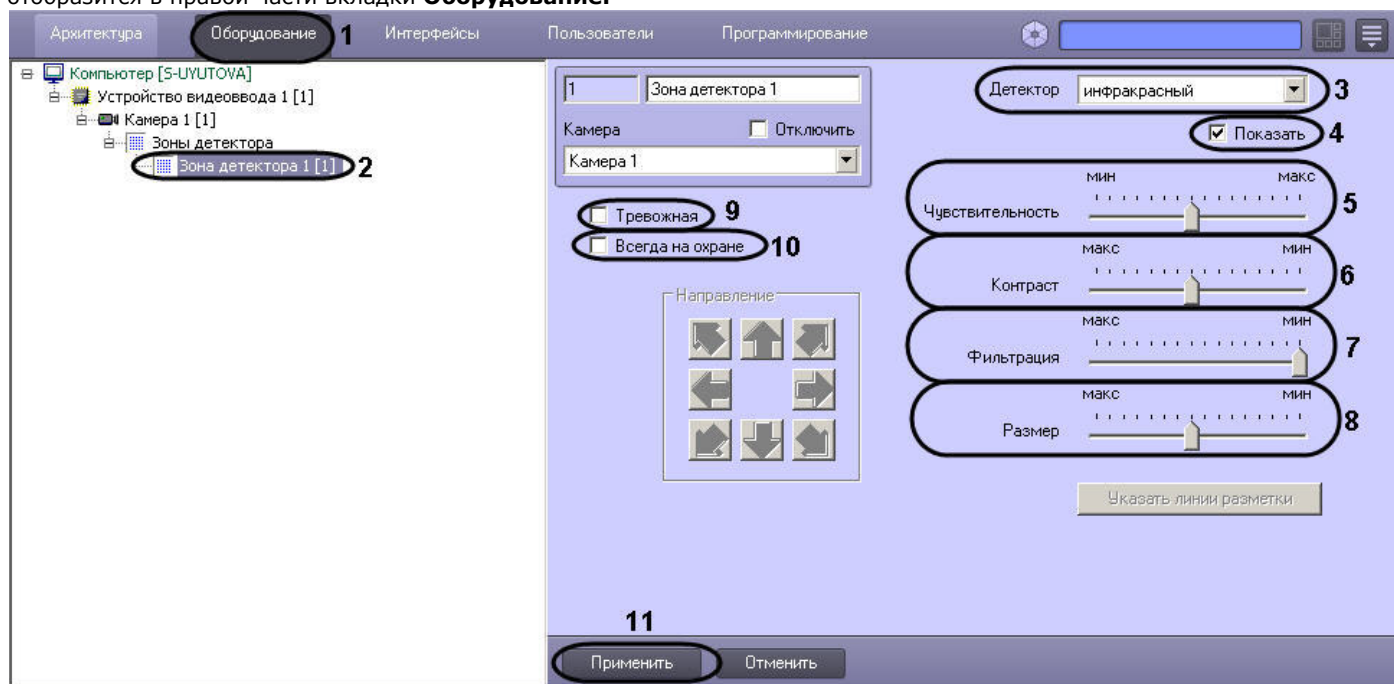 отобразится в правой части вкладки Оборудование.
Архитектура Оборудование 1 Интерфейсы Пользователи Программирование
Компьютер [S-UYUTOVA]
Устройство видеоввода 1 [1]
Камера 1 [1]
Зоны детектора
Зона детектора 1 [1] 2
1 Зона детектора 1
Камера Отключить
Камера 1
Тревожная 9
Всегда на охране 10
Направление
Детектор инфракрасный 3
Показать 4
мин макс
Чувствительность 5
макс мин
Контраст 6
макс мин
Фильтрация 7
макс мин
Размер 8
Указать линии разметки
11
Применить Отменить